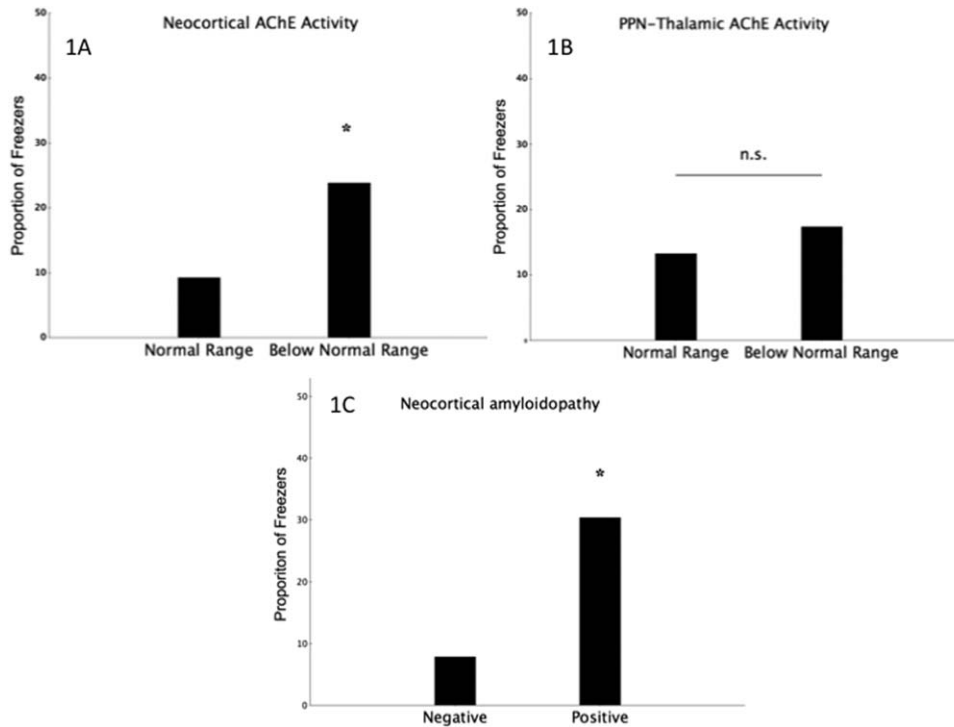 Neocortical AChE Activity
1A
Proportion of Freezers
50
40
30
20
10
0
*
Normal Range Below Normal Range
PPN-Thalamic AChE Activity
1B
Proportion of Freezers
50
40
30
20
10
n.s.
Normal Range Below Normal Range
1C
Neocortical amyloidopathy
Proporiton of Freezers
50
40
30
20
10
0
*
Negative Positive